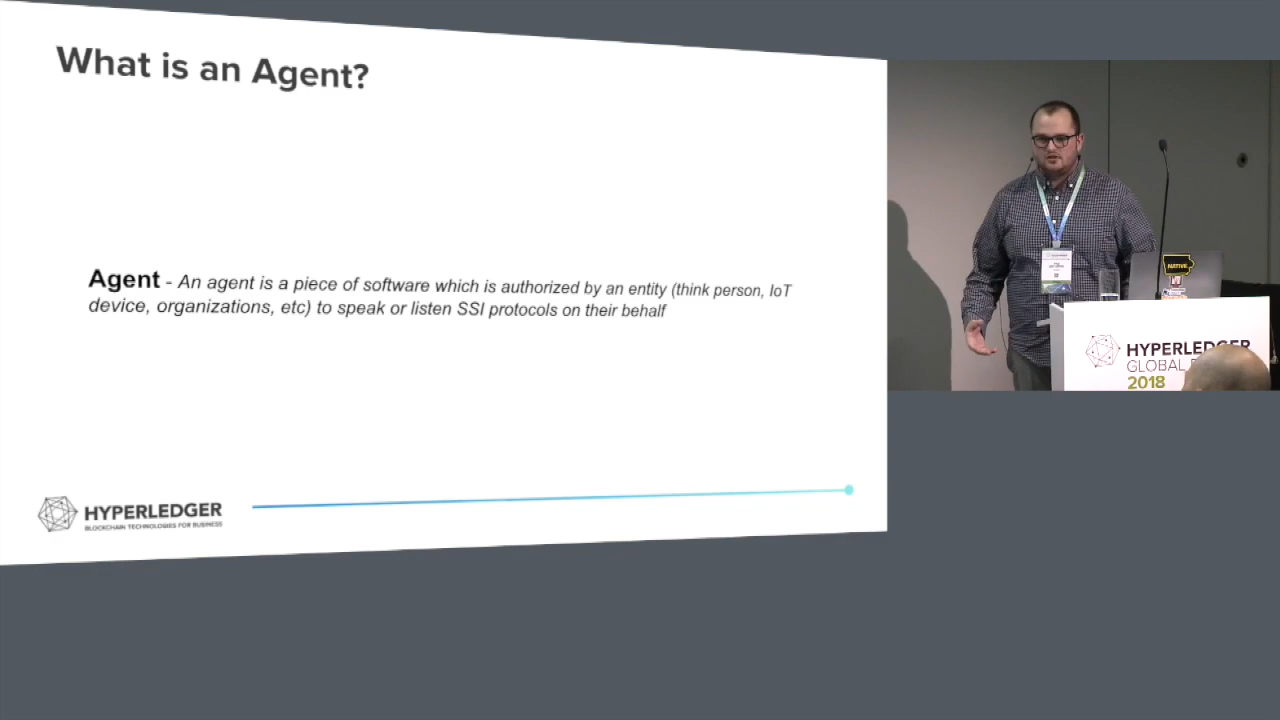 What is an Agent?
Agent - An agent is a piece of software which is authorized by an entity (think person, IoT
device, organizations, etc) to speak or listen SSI protocols on their behalf
HYPERLEDGER
BLOCKCHAIN TECHNOLOGIES FOR BUSINESS
NATIVE
HYPERLEDGER
GLOBAL
2018